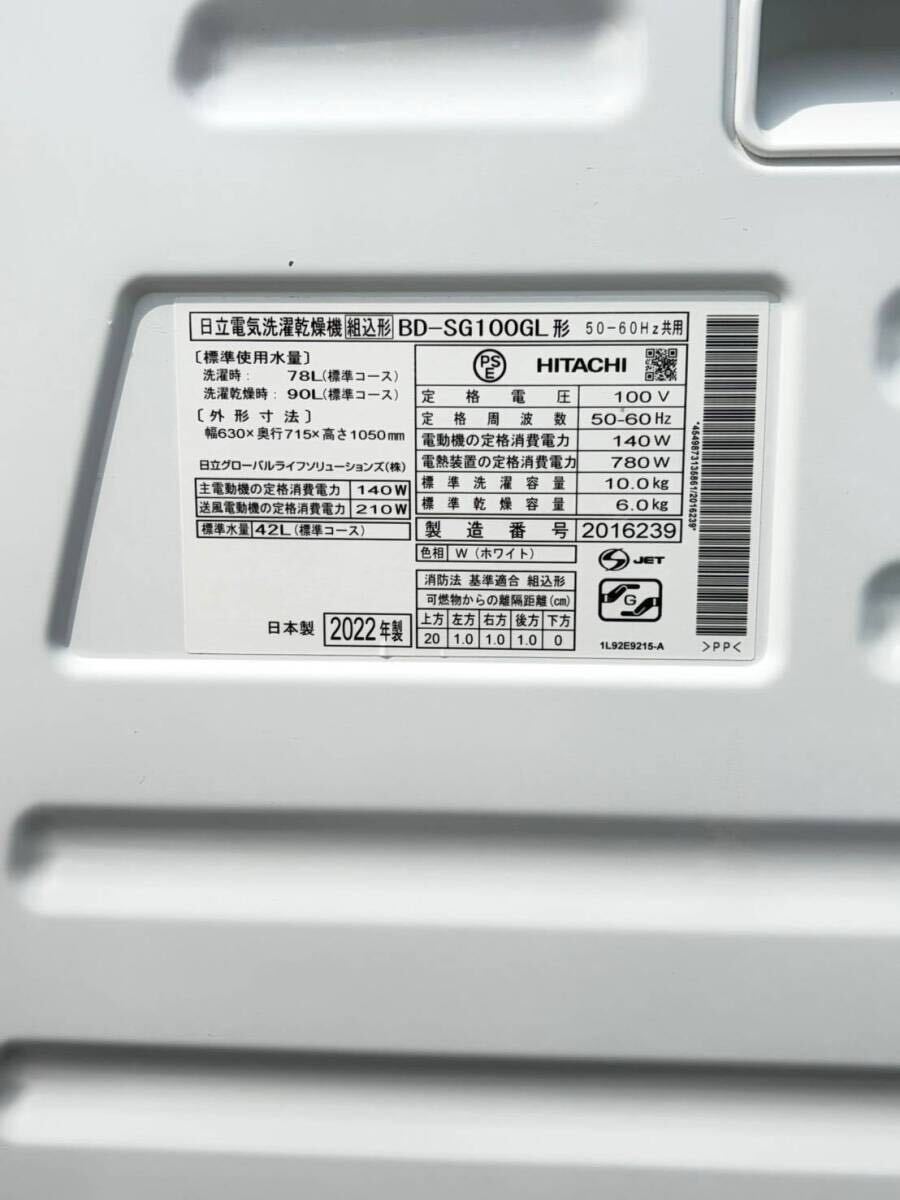 日立電気洗濯乾燥機 組込形 BD-SG100GL形 50-60Hz共用
〔標準使用水量〕
洗濯時： 78L(標準コース)
洗濯乾燥時： 90L(標準コース)
〔外形寸法〕
幅630×奥行715×高さ1050mm
日立グローバルライフソリューションズ(株)
主電動機の定格消費電力 140W
送風電動機の定格消費電力 210W
標準水量 42L(標準コース)
日本製 2022年製
PS
E
HITACHI
定格電圧 100V
定格周波数 50-60Hz
電動機の定格消費電力 140W
電熱装置の定格消費電力 780W
標準洗濯容量 10.0kg
標準乾燥容量 6.0kg
製造番号 2016239
色相 W(ホワイト)
消防法 基準適合 組込形
可燃物からの離隔距離(cm)
上方 左方 右方 後方 下方
20 1.0 1.0 1.0 0
S JET
G
1L92E9215-A
*4549873135861/2016239*
>PP<